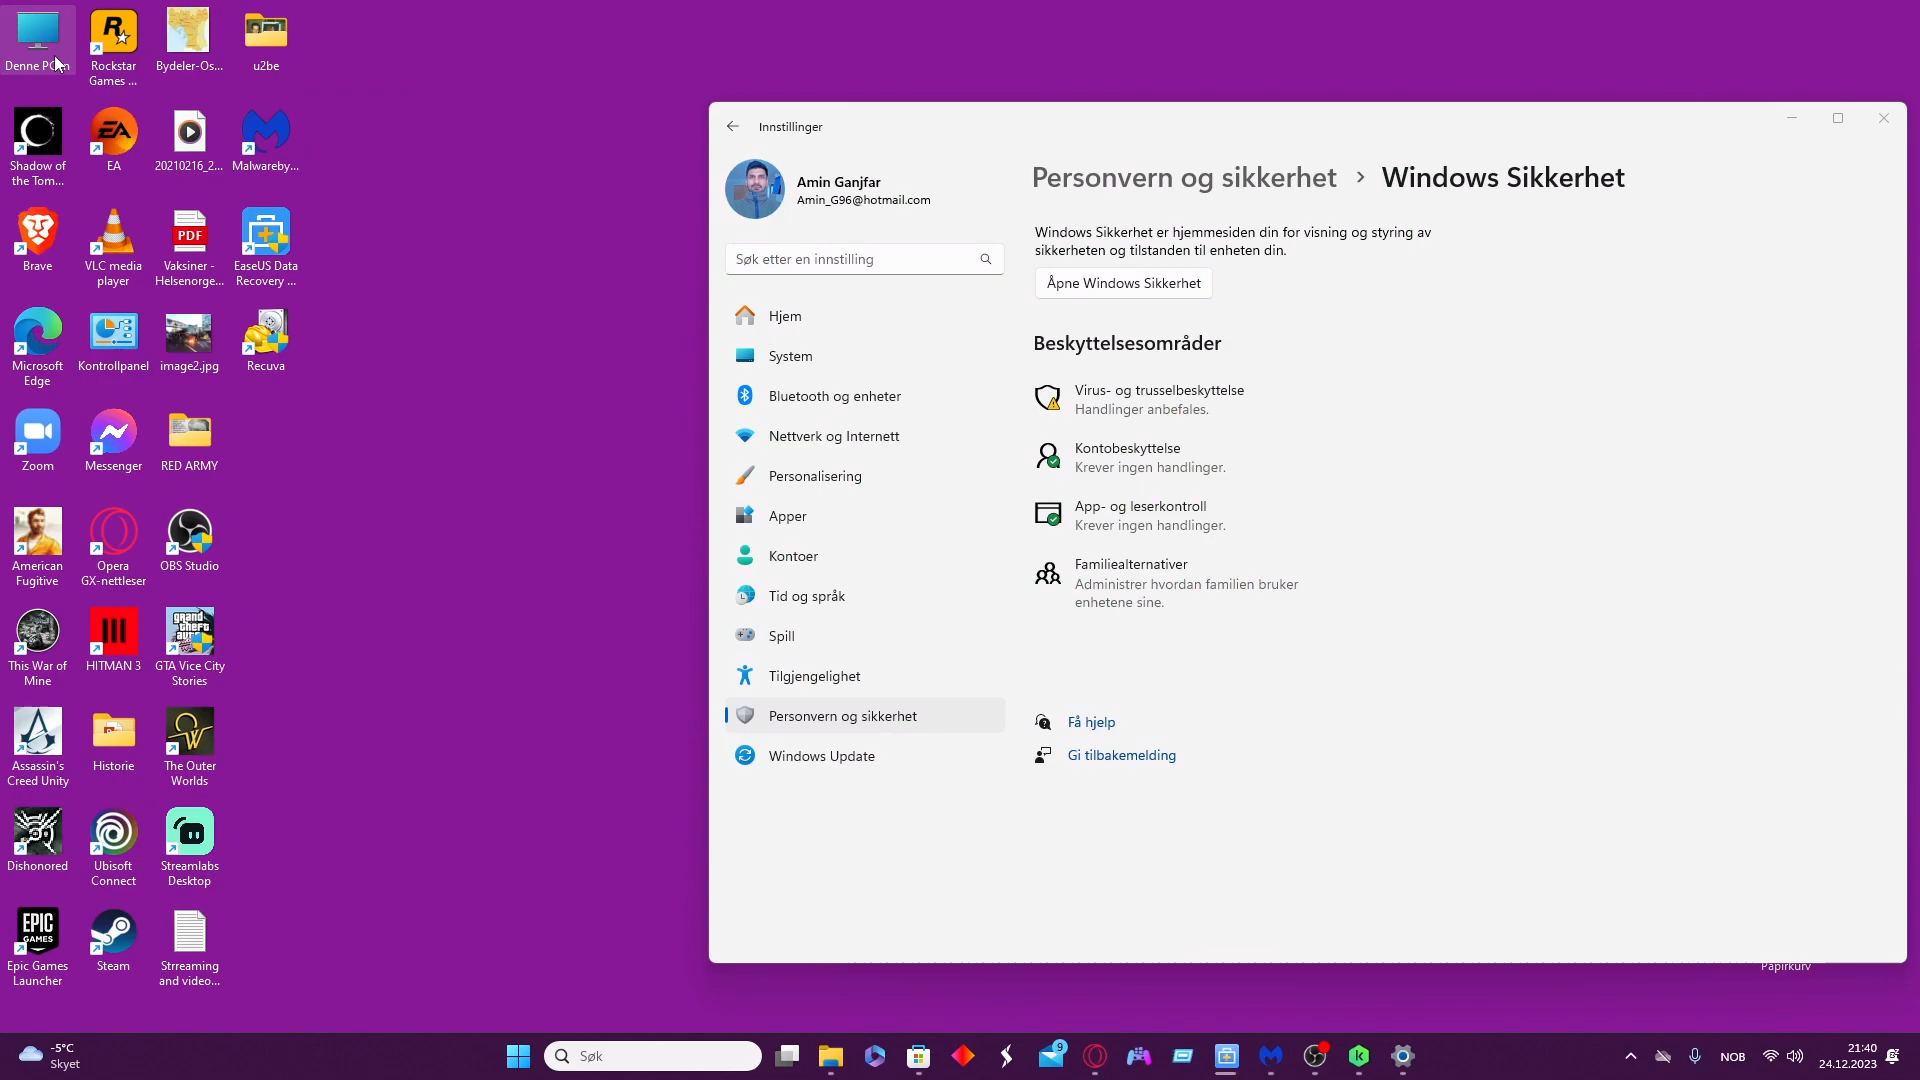 Denne PC-n
Rockstar
Games ...
Bydeler-Os...
u2be
Shadow of
the Tom...
EA
20210216_2...
Malwareby...
Brave
VLC media
player
PDF
Vaksiner -
Helsenorge...
EaseUS Data
Recovery ...
Microsoft
Edge
Kontrollpanel
image2.jpg
Recuva
Zoom
Messenger
RED ARMY
American
Fugitive
Opera
GX-nettleser
OBS Studio
This War of
Mine
HITMAN 3
GTA Vice City
Stories
Assassin's
Creed Unity
Historie
The Outer
Worlds
Dishonored
Ubisoft
Connect
Streamlabs
Desktop
EPIC
GAMES
Epic Games
Launcher
Steam
Strreaming
and video...
Innstillinger
Amin Ganjfar
Amin_G96@hotmail.com
Søk etter en innstilling
Hjem
System
Bluetooth og enheter
Nettverk og Internett
Personalisering
Apper
Kontoer
Tid og språk
Spill
Tilgjengelighet
Personvern og sikkerhet
Windows Update
Personvern og sikkerhet › Windows Sikkerhet
Windows Sikkerhet er hjemmesiden din for visning og styring av
sikkerheten og tilstanden til enheten din.
Åpne Windows Sikkerhet
Beskyttelsesområder
Virus- og trusselbeskyttelse
Handlinger anbefales.
Kontobeskyttelse
Krever ingen handlinger.
App- og leserkontroll
Krever ingen handlinger.
Familiealternativer
Administrer hvordan familien bruker
enhetene sine.
Få hjelp
Gi tilbakemelding
Papirkurv
-5°C
Skyet
Søk
9
NOB
21:40
24.12.2023